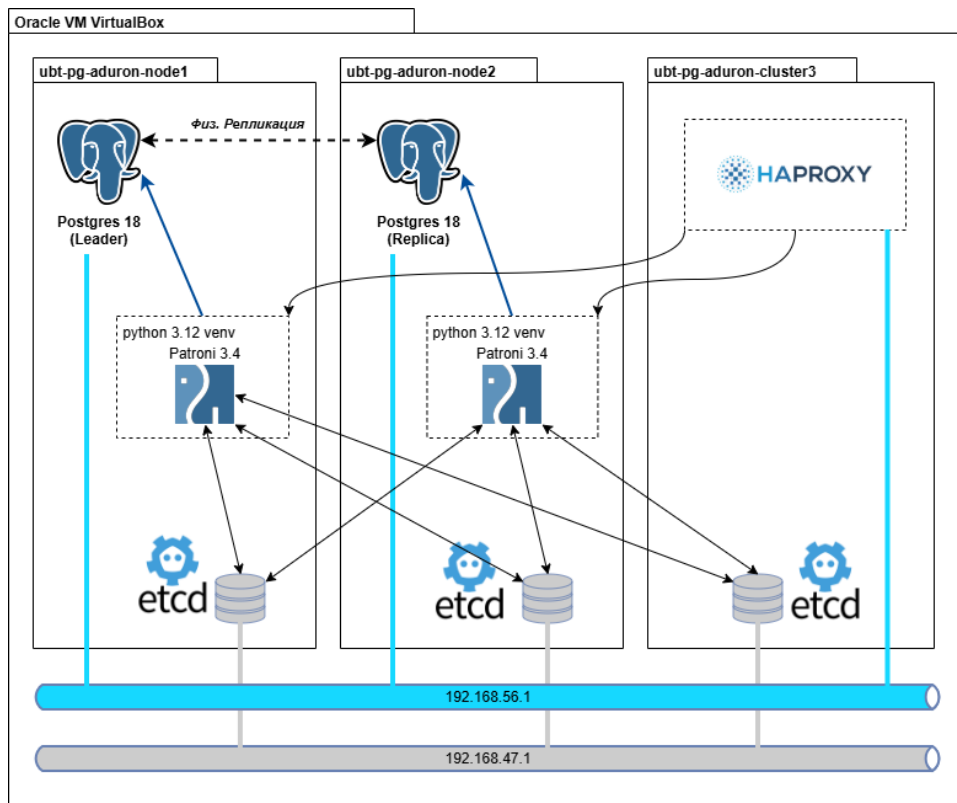 Oracle VM VirtualBox
ubt-pg-aduron-node1
ubt-pg-aduron-node2
ubt-pg-aduron-cluster3
Физ. Репликация
HAPROXY
Postgres 18
(Leader)
Postgres 18
(Replica)
python 3.12 venv
Patroni 3.4
python 3.12 venv
Patroni 3.4
etcd
etcd
etcd
192.168.56.1
192.168.47.1